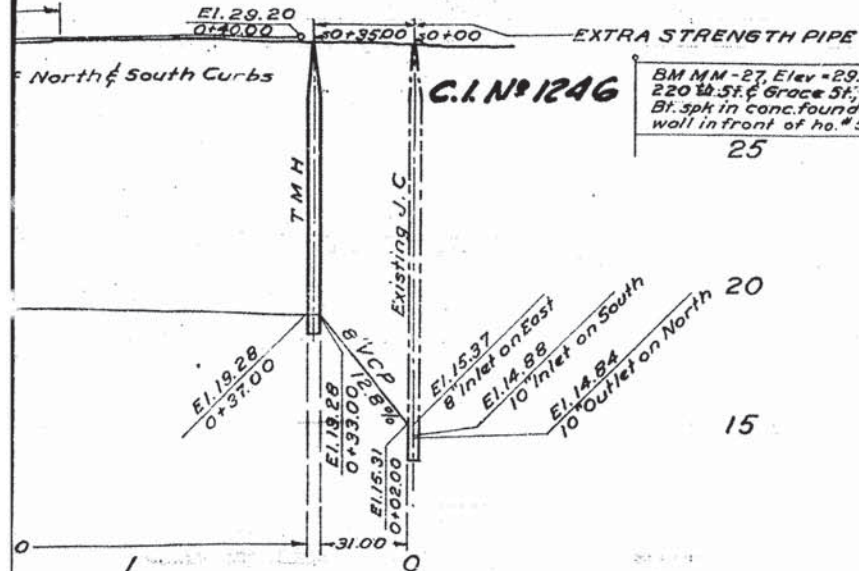 El. 29.20
0+40.00
0+35.00
0+00
EXTRA STRENGTH PIPE
North & South Curbs
C.I. Nº 1246
BM MM-27, Elev = 29.
220 th St. & Grace St.,
Bt. spk in conc. found
wall in front of ho. #
25
TMH
Existing J.C
20
8"VCP
12.8%
El. 15.37
8" Inlet on East
El. 14.88
10" Inlet on South
El. 14.84
10" Outlet on North
El. 19.28
0+37.00
El. 19.28
0+33.00
15
El. 15.31
0+02.00
0
31.00
1
0